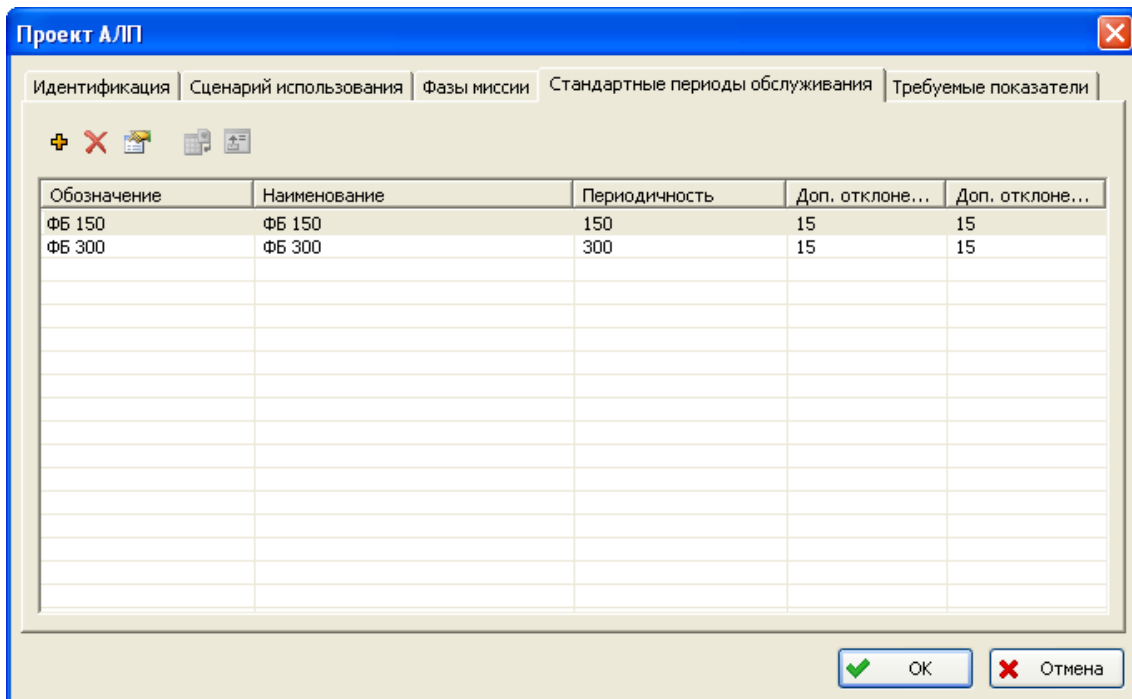 Проект АЛП
Идентификация Сценарий использования Фазы миссии Стандартные периоды обслуживания Требуемые показатели
Обозначение Наименование Периодичность Доп. отклоне... Доп. отклоне...
ФБ 150 ФБ 150 150 15 15
ФБ 300 ФБ 300 300 15 15
ОК Отмена